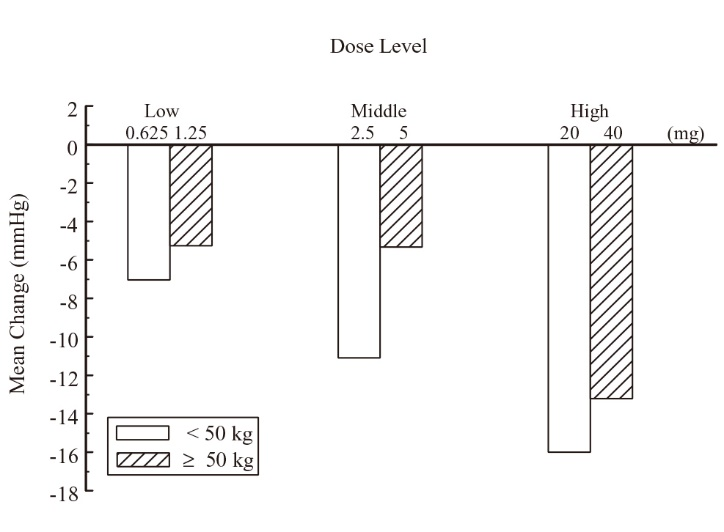 Dose Level
Low Middle High
0.625 1.25 2.5 5 20 40 (mg)
2
0
-2
-4
-6
-8
-10
-12
-14
-16
-18
Mean Change (mmHg)
< 50 kg
≥ 50 kg